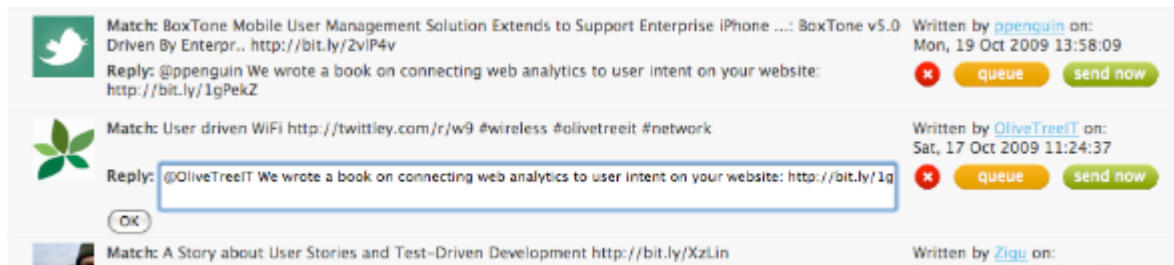 Match: BoxTone Mobile User Management Solution Extends to Support Enterprise iPhone ...: BoxTone v5.0
Driven By Enterpr.. http://bit.ly/2vlP4v
Written by ppenguin on:
Mon, 19 Oct 2009 13:58:09
Reply: @ppenguin We wrote a book on connecting web analytics to user intent on your website:
http://bit.ly/1gPekZ
queue
send now
Match: User driven WiFi http://twittley.com/r/w9 #wireless #olivetreeit #network
Written by OliveTreeIT on:
Sat, 17 Oct 2009 11:24:37
Reply: @OliveTreeIT We wrote a book on connecting web analytics to user intent on your website: http://bit.ly/1g
queue
send now
OK
Match: A Story about User Stories and Test-Driven Development http://bit.ly/XzLin
Written by Zigu on: